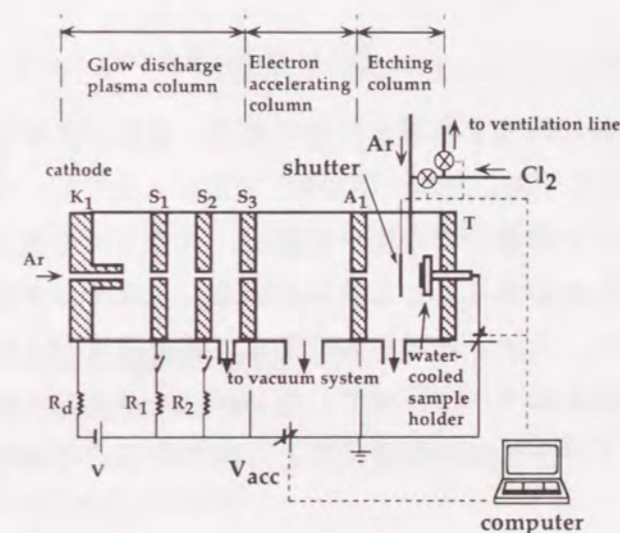 Glow discharge
plasma column
Electron
accelerating
column
Etching
column
to ventilation line
Ar
Cl2
shutter
cathode
K1
S1
S2
S3
A1
T
Ar
to vacuum system
water-
cooled
sample
holder
Rd
R1
R2
V
Vacc
computer